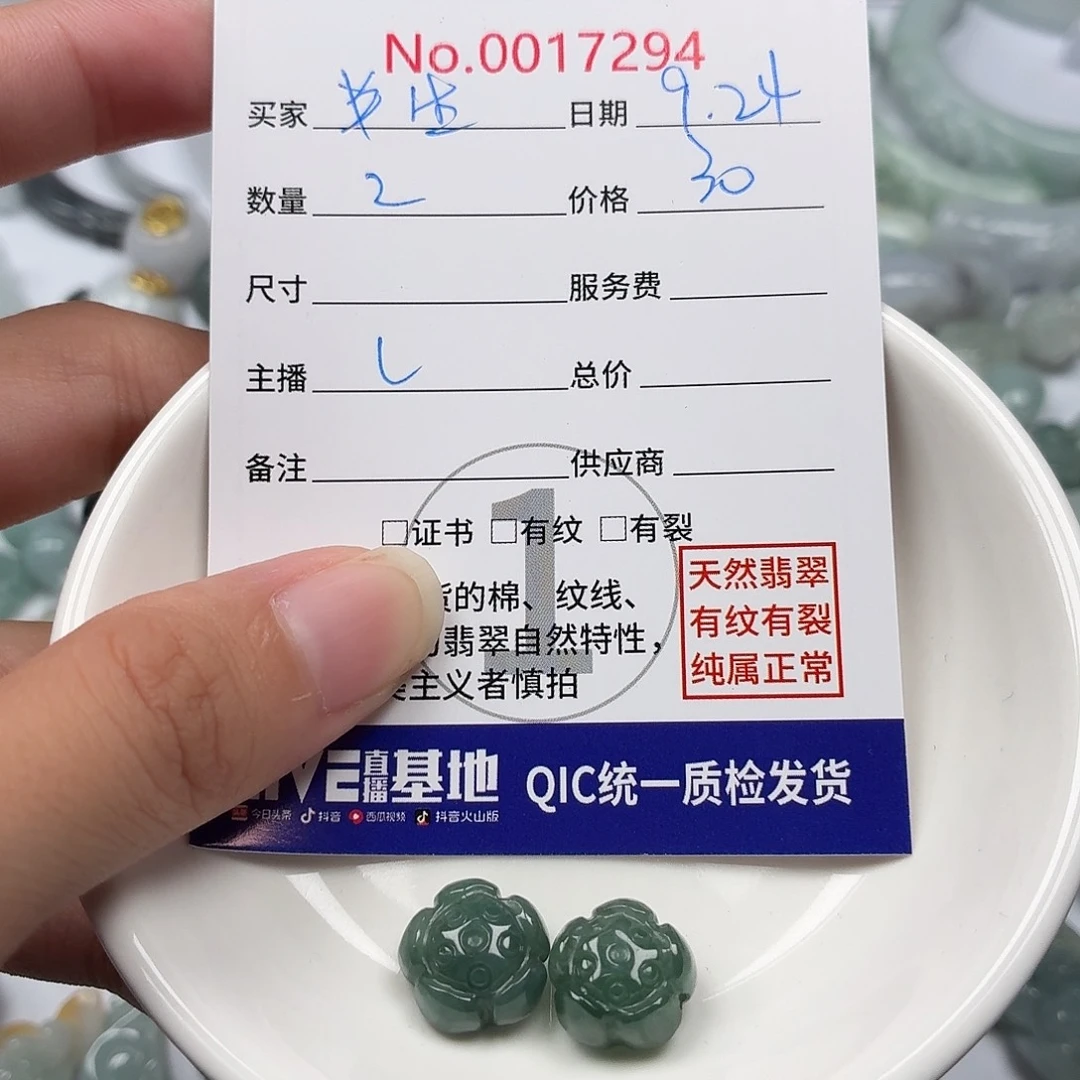 No.0017294
买家 日期 9.24
数量 2 价格 30
尺寸 服务费
主播 L 总价
备注 供应商
1
□证书 □有纹 □有裂
的棉、纹线、
翡翠自然特性,
主义者慎拍
天然翡翠
有纹有裂
纯属正常
直播基地 QIC统一质检发货
今日头条 抖音 西瓜视频 抖音火山版